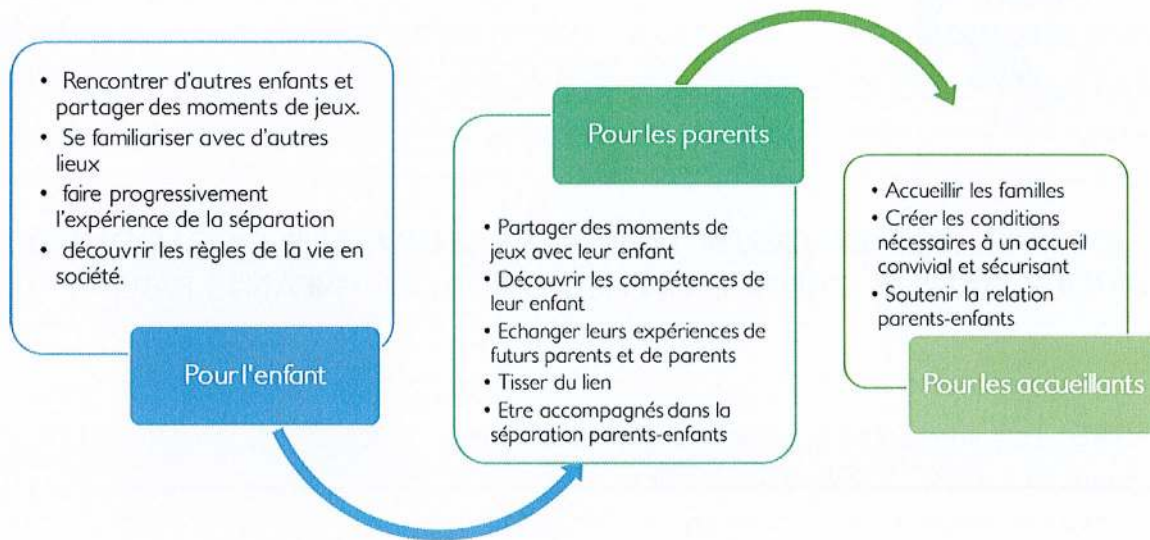 • Rencontrer d'autres enfants et
partager des moments de jeux.
• Se familiariser avec d'autres
lieux
• faire progressivement
l'expérience de la séparation
• découvrir les règles de la vie en
société.
Pour l'enfant
Pour les parents
• Partager des moments de
jeux avec leur enfant
• Découvrir les compétences de
leur enfant
• Echanger leurs expériences de
futurs parents et de parents
• Tisser du lien
• Etre accompagnés dans la
séparation parents-enfants
• Accueillir les familles
• Créer les conditions
nécessaires à un accueil
convivial et sécurisant
• Soutenir la relation
parents-enfants
Pour les accueillants